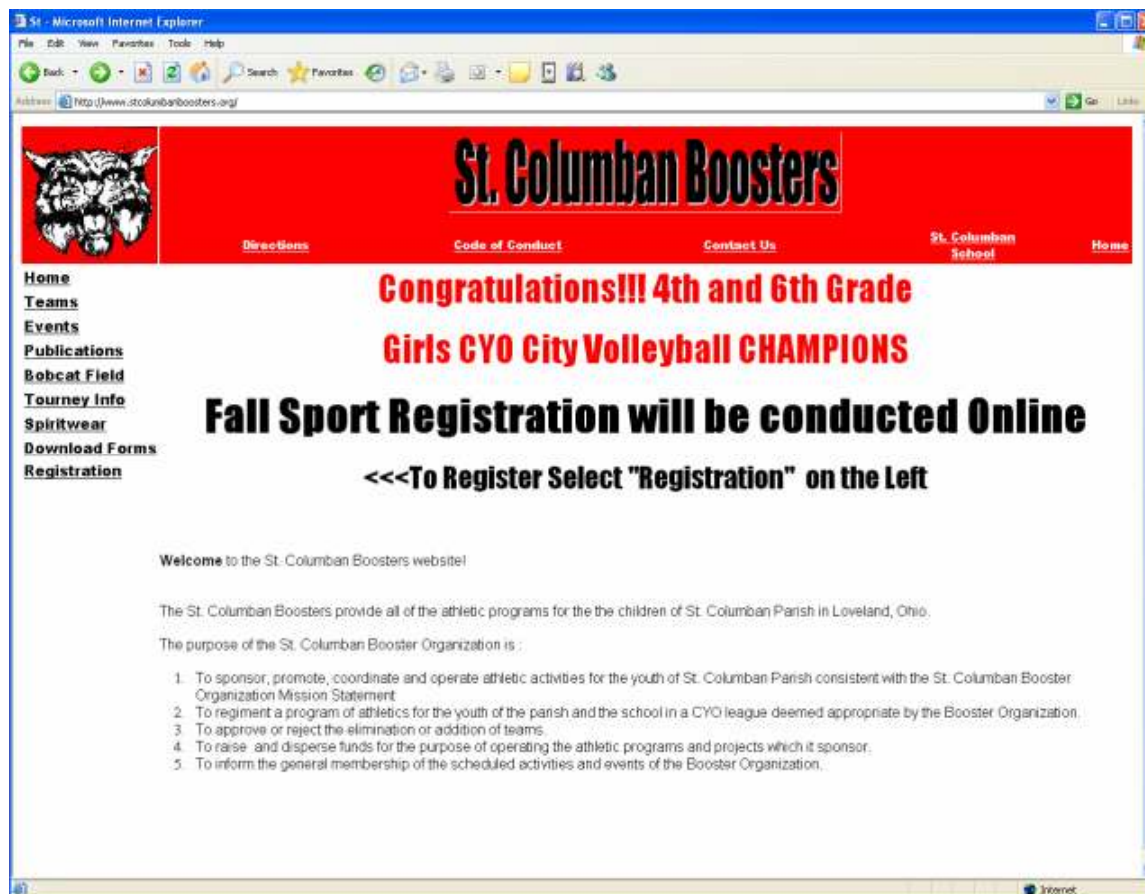 St - Microsoft Internet Explorer
File Edit View Favorites Tools Help
Back Search Favorites
Address http://www.stcolumbanboosters.org/ Go Links
St. Columban Boosters
Directions Code of Conduct Contact Us St. Columban School Home
Home
Teams
Events
Publications
Bobcat Field
Tourney Info
Spiritwear
Download Forms
Registration
Congratulations!!! 4th and 6th Grade
Girls CYO City Volleyball CHAMPIONS
Fall Sport Registration will be conducted Online
<<<To Register Select "Registration" on the Left
Welcome to the St. Columban Boosters website!
The St. Columban Boosters provide all of the athletic programs for the the children of St. Columban Parish in Loveland, Ohio.
The purpose of the St. Columban Booster Organization is :
1. To sponsor, promote, coordinate and operate athletic activities for the youth of St. Columban Parish consistent with the St. Columban Booster
Organization Mission Statement
2. To regiment a program of athletics for the youth of the parish and the school in a CYO league deemed appropriate by the Booster Organization.
3. To approve or reject the elimination or addition of teams.
4. To raise and disperse funds for the purpose of operating the athletic programs and projects which it sponsor.
5. To inform the general membership of the scheduled activities and events of the Booster Organization.
Internet